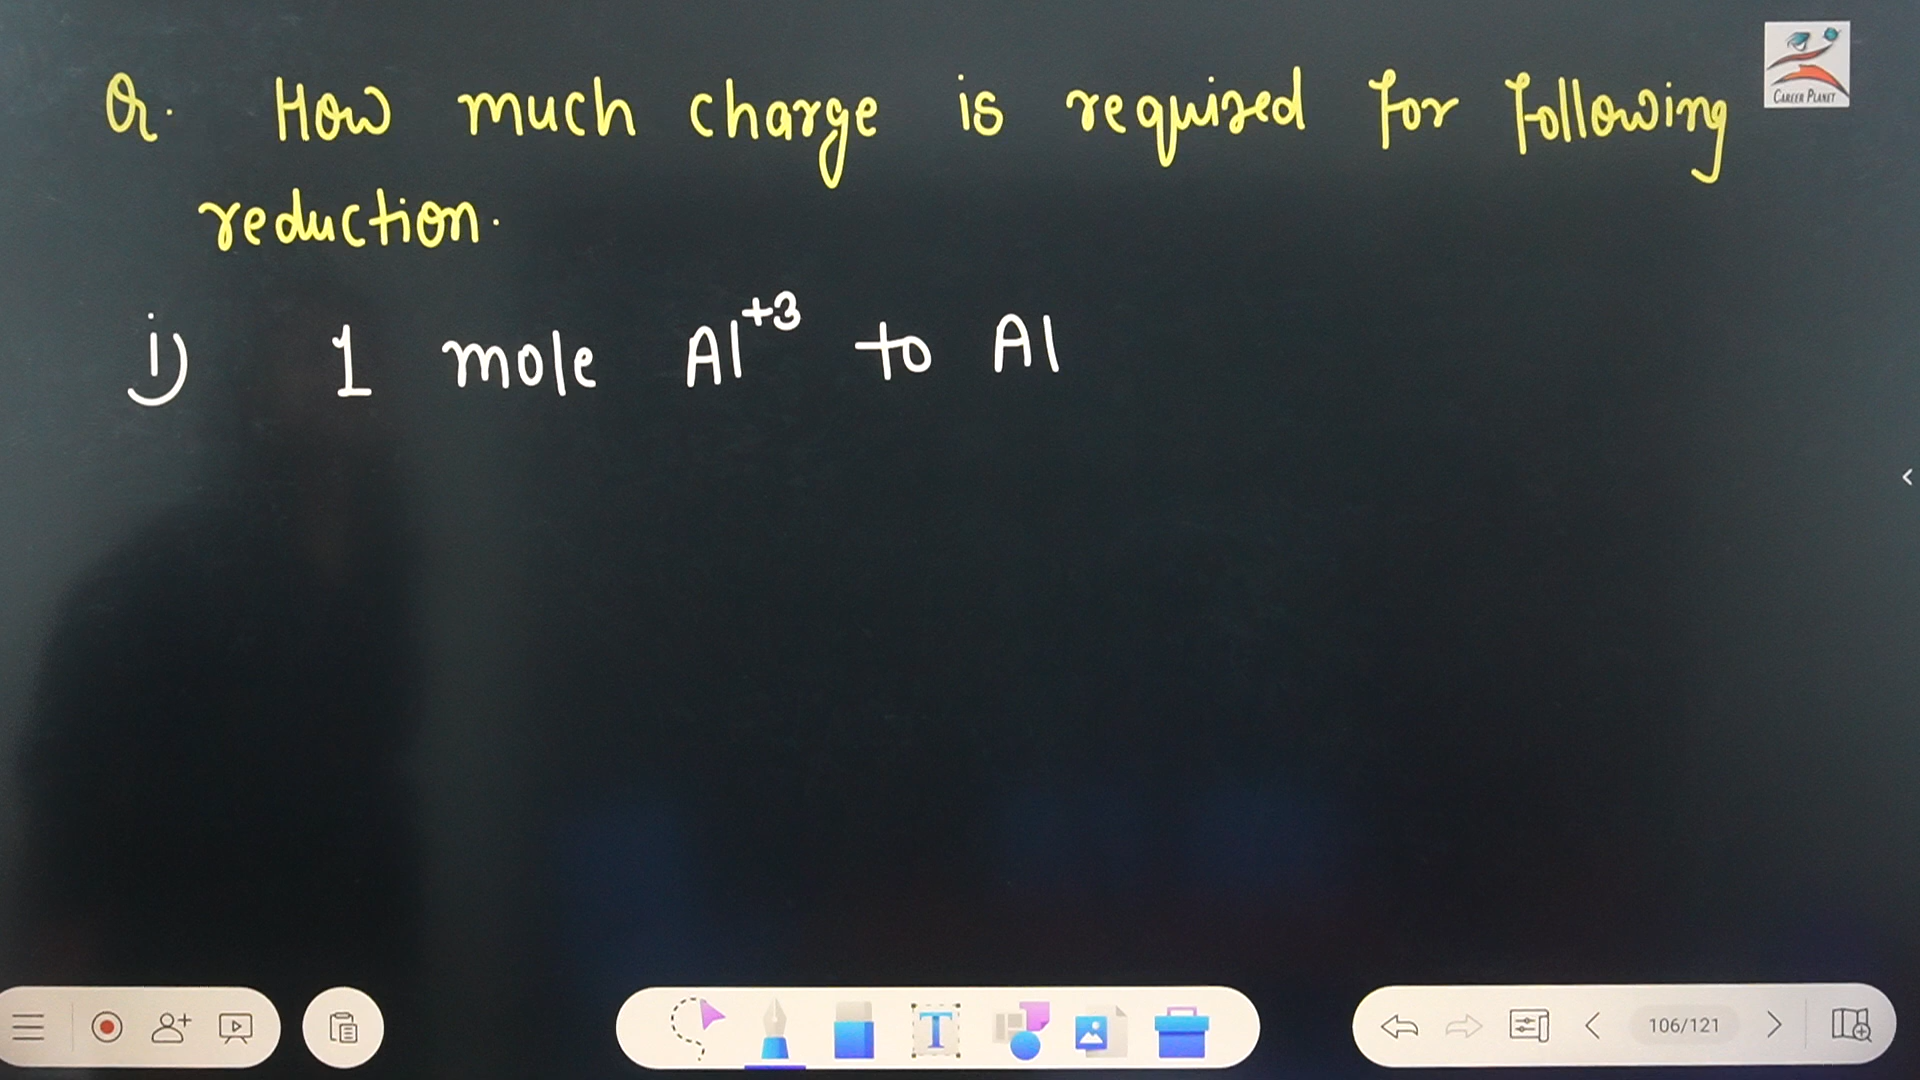 Q. How much charge is required for following
reduction.
i) 1 mole Al+3 to Al
CAREER PLANET
T
106/121